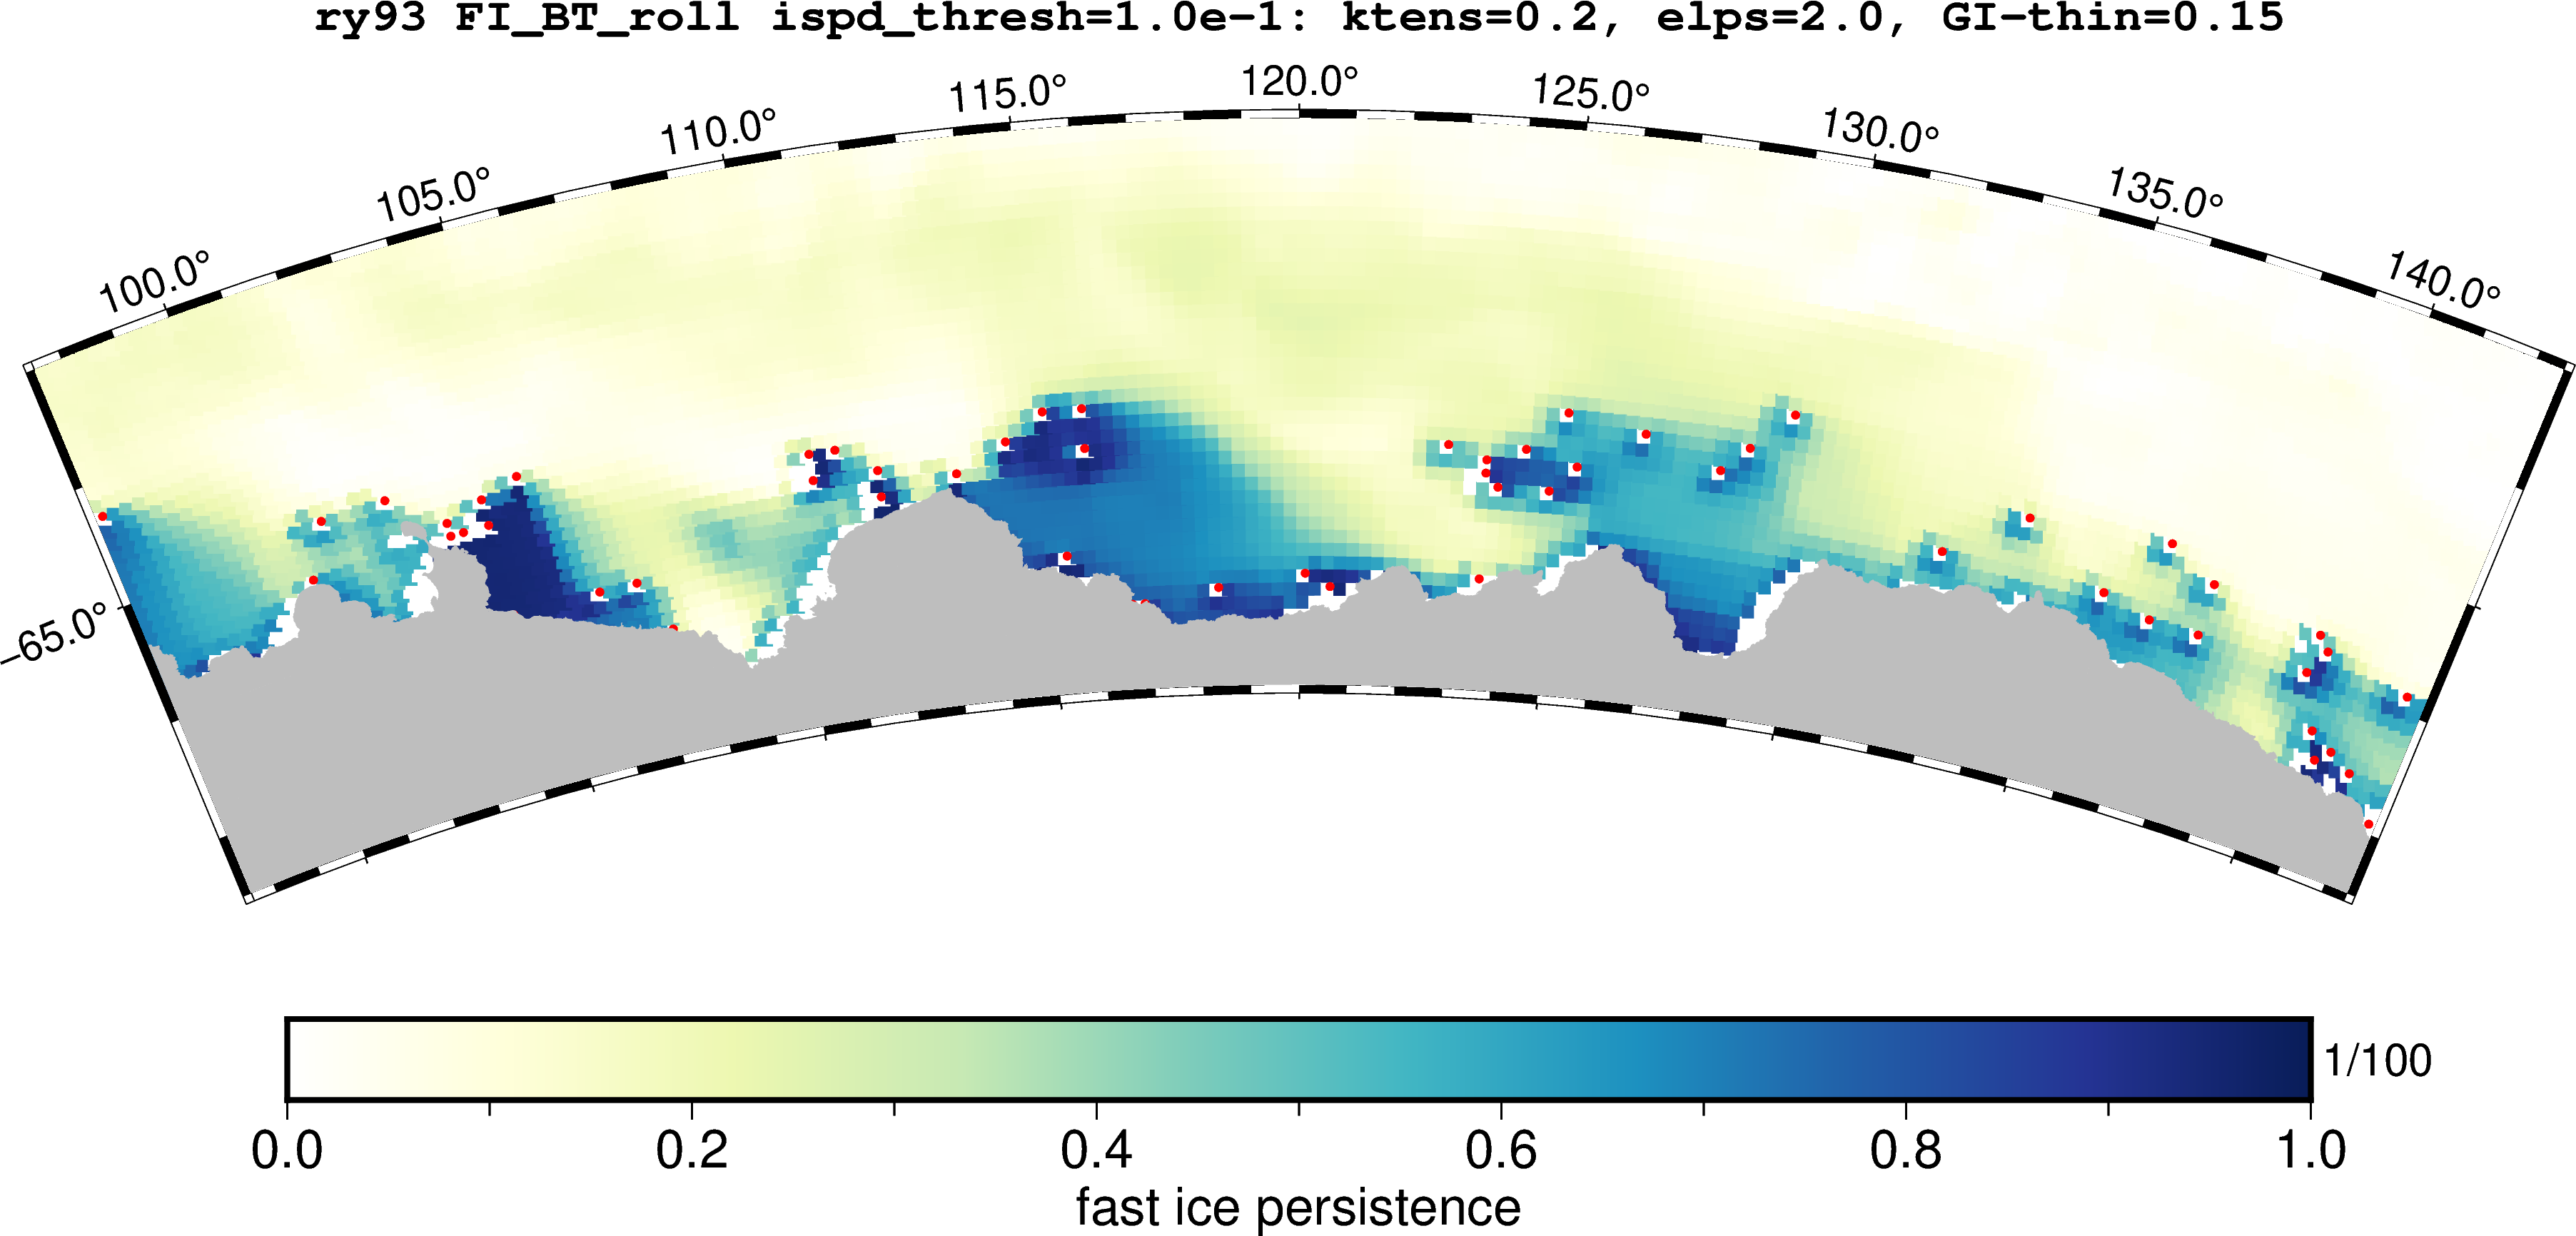 ry93 FI_BT_roll ispd_thresh=1.0e-1: ktens=0.2, elps=2.0, GI-thin=0.15
100.0° 105.0° 110.0° 115.0° 120.0° 125.0° 130.0° 135.0° 140.0°
-65.0°
1/100
0.0 0.2 0.4 0.6 0.8 1.0
fast ice persistence